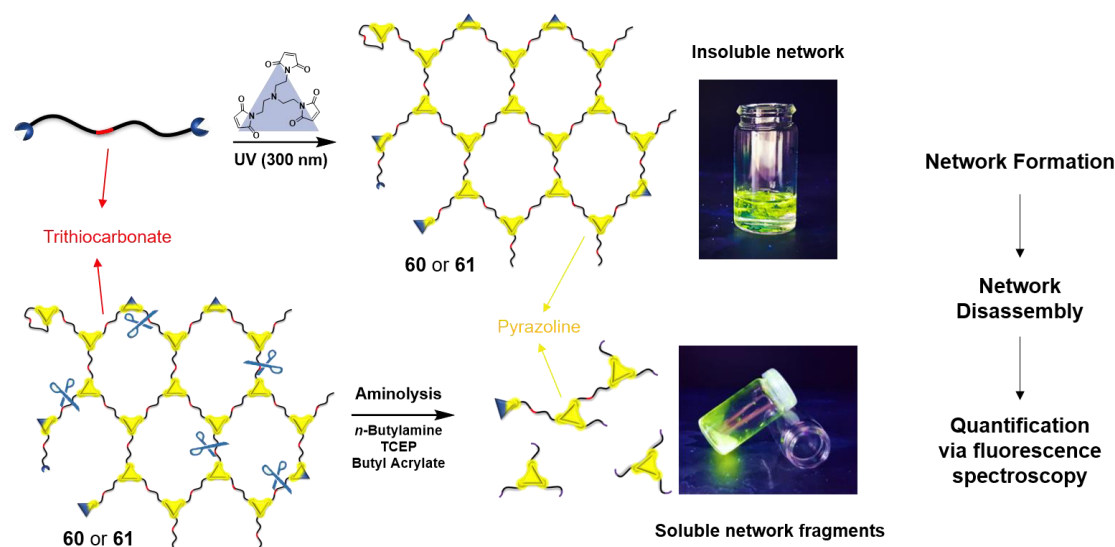 Insoluble network
N
O
O
N
N
O
O
N
O
O
UV (300 nm)
Network Formation
Trithiocarbonate
60 or 61
Network
Disassembly
Pyrazoline
Aminolysis
n-Butylamine
TCEP
Butyl Acrylate
Quantification
via fluorescence
spectroscopy
60 or 61
Soluble network fragments